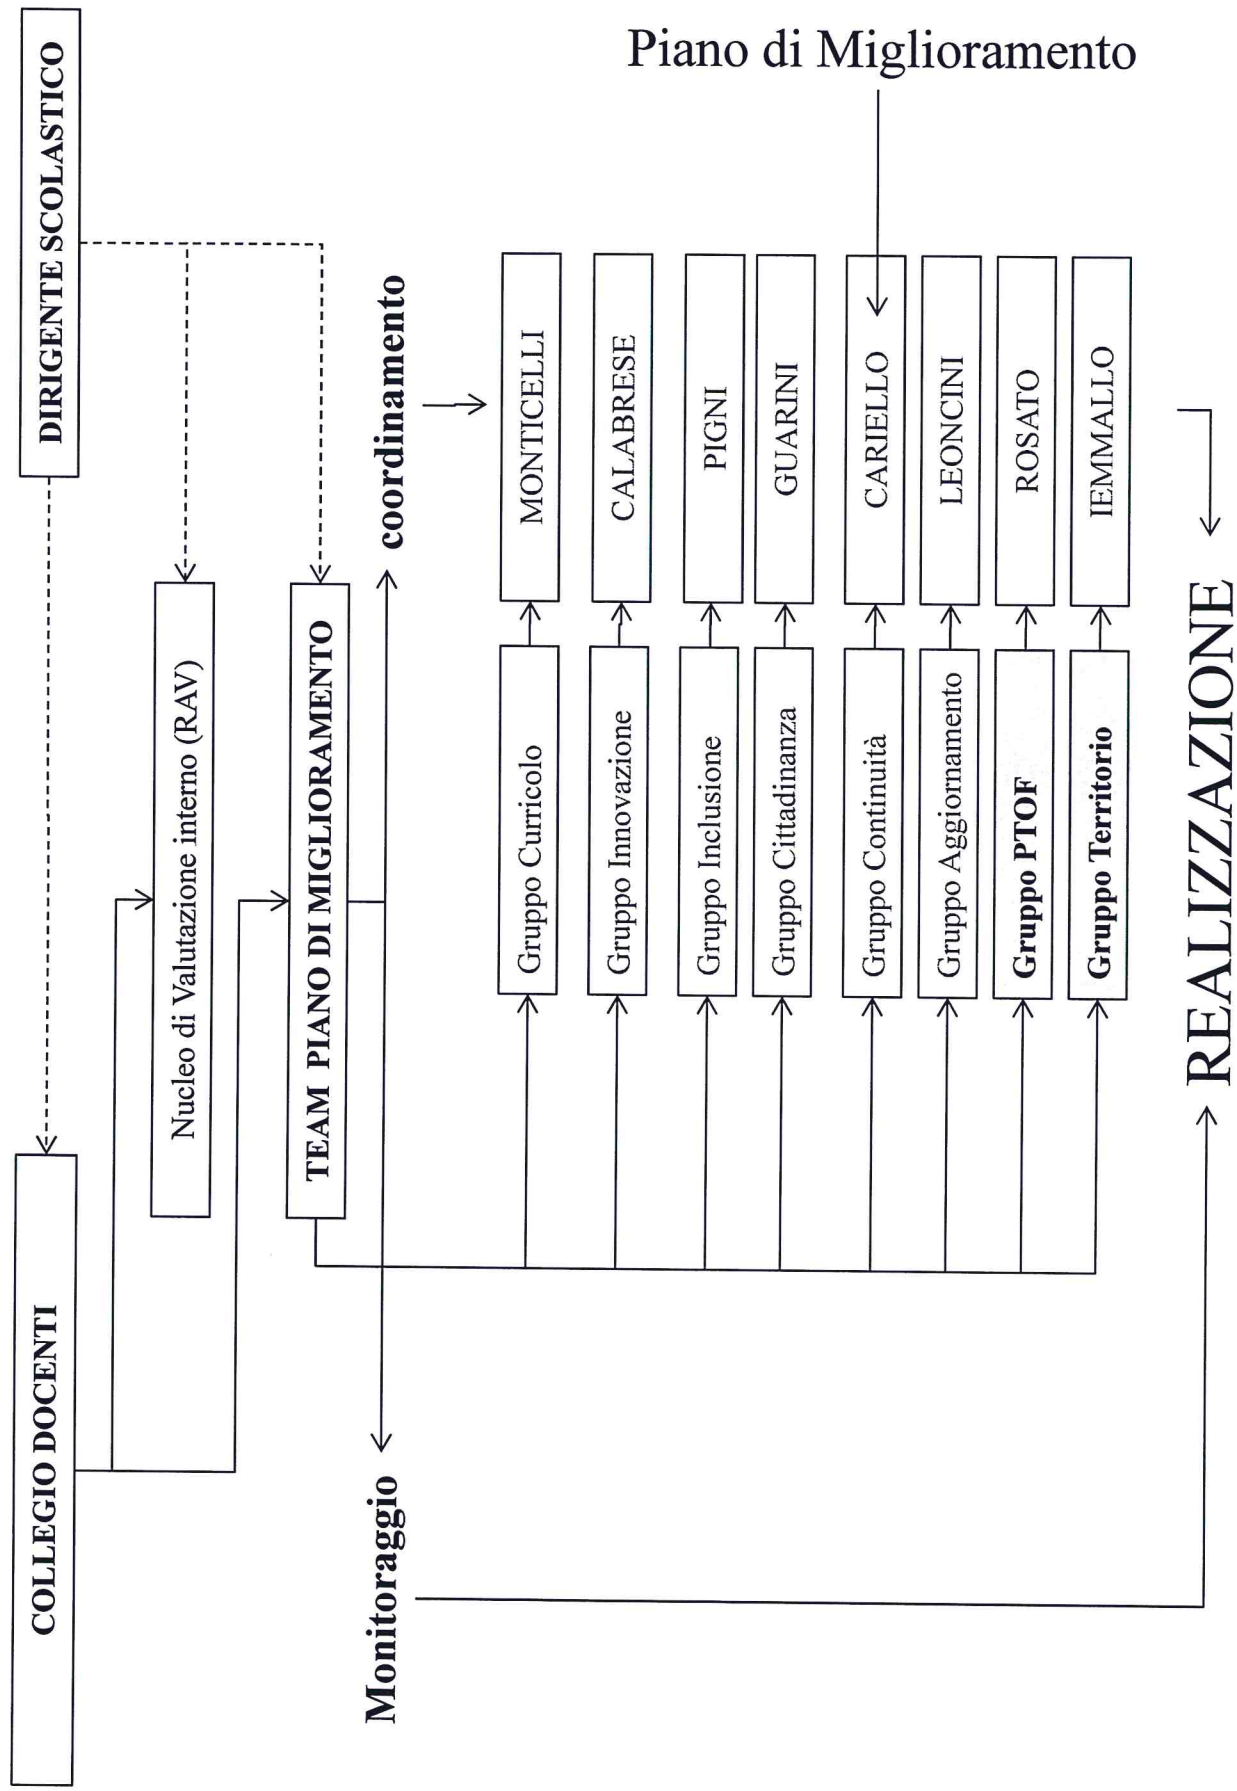 Piano di Miglioramento
COLLEGIO DOCENTI
DIRIGENTE SCOLASTICO
Nucleo di Valutazione interno (RAV)
TEAM PIANO DI MIGLIORAMENTO
Monitoraggio
coordinamento
Gruppo Curricolo
MONTICELLI
Gruppo Innovazione
CALABRESE
Gruppo Inclusione
PIGNI
Gruppo Cittadinanza
GUARINI
Gruppo Continuità
CARIELLO
Gruppo Aggiornamento
LEONCINI
Gruppo PTOF
ROSATO
Gruppo Territorio
IEMMALLO
REALIZZAZIONE